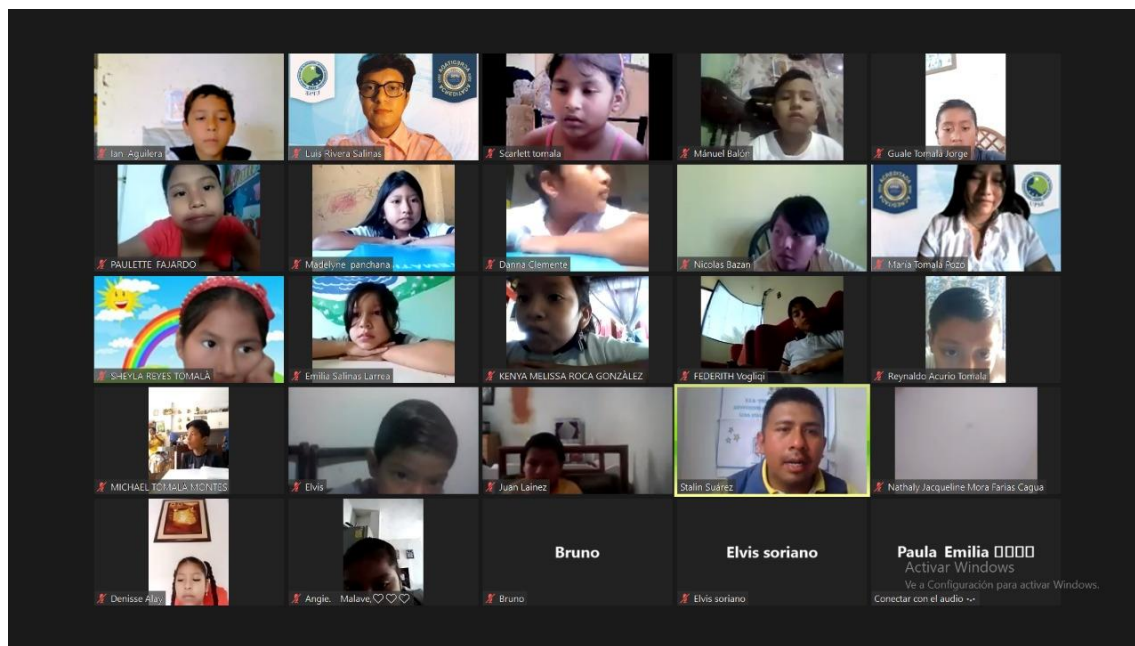 Ian Aguilera
Luis Rivera Salinas
Scarlett tomala
Mánuel Balón
Guale Tomalá Jorge
PAULETTE FAJARDO
Madelyne panchana
Danna Clemente
Nicolas Bazan
María Tomala Pozo
SHEYLA REYES TOMALÀ
Emilia Salinas Larrea
KENYA MELISSA ROCA GONZÀLEZ
FEDERITH Vogliqi
Reynaldo Acurio Tomala
MICHAEL TOMALA MONTES
Elvis
Juan Lainez
Stalin Suárez
Nathaly Jacqueline Mora Farias Cagua
Denisse Alay
Angie. Malave,♡♡♡
Bruno
Bruno
Elvis soriano
Elvis soriano
Paula Emilia
Activar Windows
Ve a Configuración para activar Windows.
Conectar con el audio